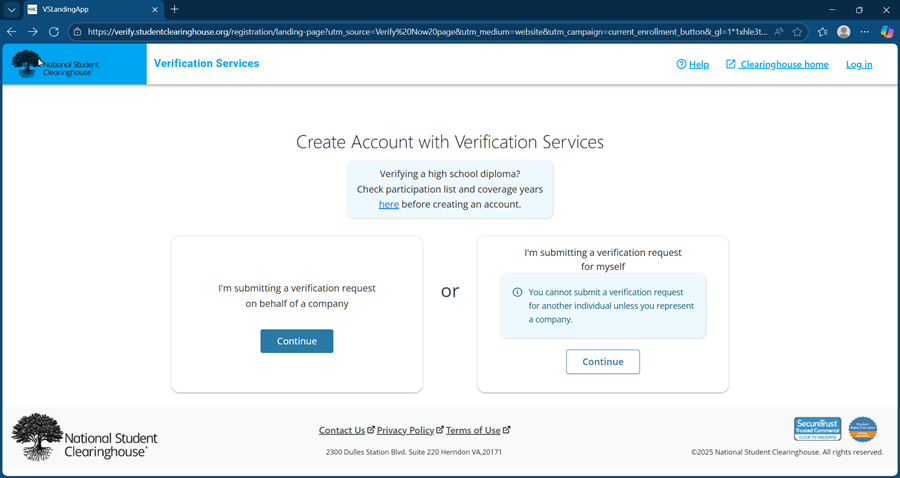 NSC VSLandingApp
https://verify.studentclearinghouse.org/registration/landing-page?utm_source=Verify%20Now20page&utm_medium=website&utm_campaign=current_enrollment_button&_gl=1*1xhle3t...
National Student
Clearinghouse®
Verification Services
Help
Clearinghouse home
Log in
Create Account with Verification Services
Verifying a high school diploma?
Check participation list and coverage years
here before creating an account.
I'm submitting a verification request
on behalf of a company
Continue
or
I'm submitting a verification request
for myself
You cannot submit a verification request
for another individual unless you represent
a company.
Continue
National Student
Clearinghouse®
Contact Us Privacy Policy Terms of Use
2300 Dulles Station Blvd. Suite 220 Herndon VA,20171
SecureTrust
Trusted Commerce
CLICK TO VALIDATE
©2025 National Student Clearinghouse. All rights reserved.